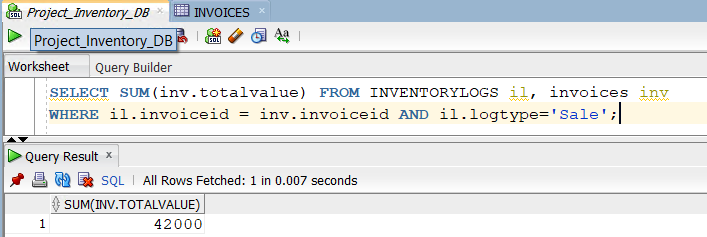 Project_Inventory_DB × INVOICES ×
Project_Inventory_DB
Worksheet Query Builder
SELECT SUM(inv.totalvalue) FROM INVENTORYLOGS il, invoices inv
WHERE il.invoiceid = inv.invoiceid AND il.logtype='Sale';
Query Result ×
SQL | All Rows Fetched: 1 in 0.007 seconds
SUM(INV.TOTALVALUE)
1 42000